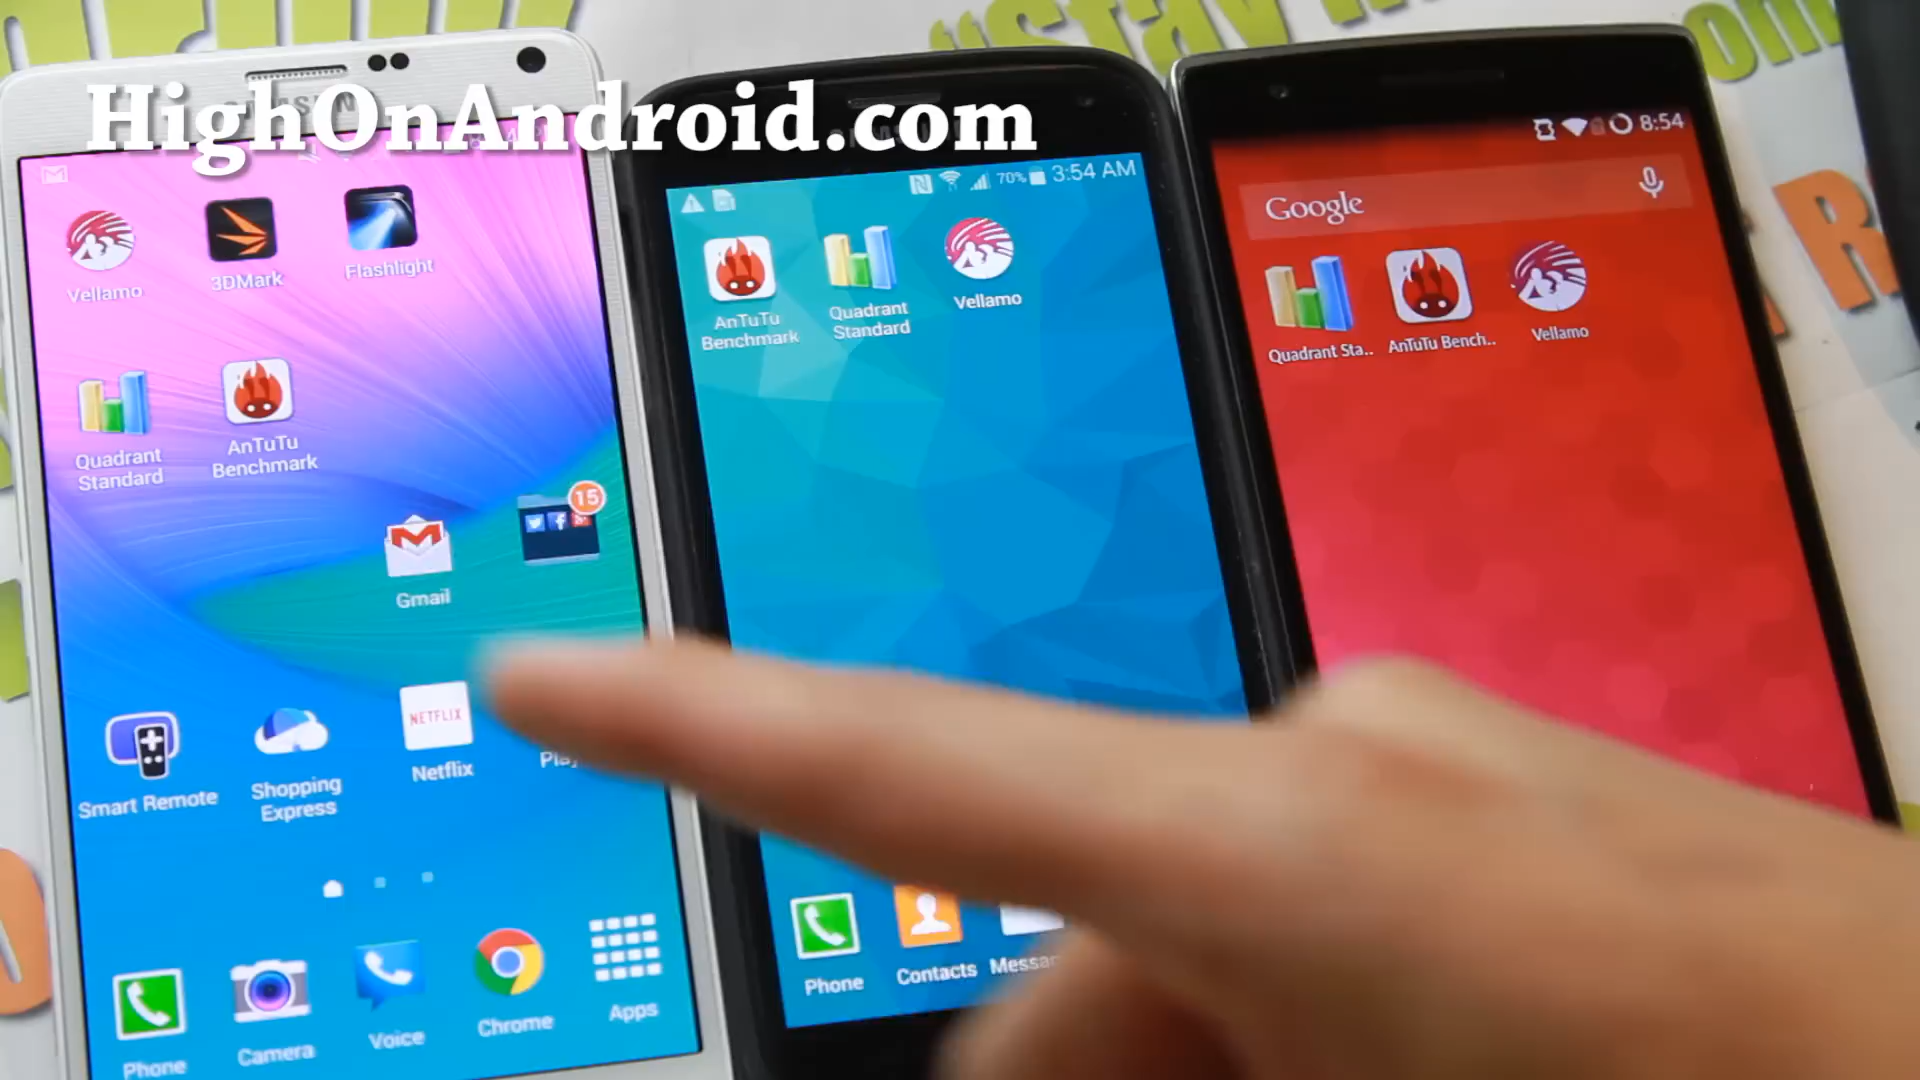 "Stay
HighOnAndroid.com
SAMSUNG
Vellamo
3DMark
Flashlight
Quadrant
Standard
AnTuTu
Benchmark
15
Gmail
NETFLIX
Smart Remote
Shopping
Express
Netflix
Phone
Camera
Voice
Chrome
Apps
70% 3:54 AM
AnTuTu
Benchmark
Quadrant
Standard
Vellamo
Phone
Contacts
8:54
Google
Quadrant Sta..
AnTuTu Bench..
Vellamo